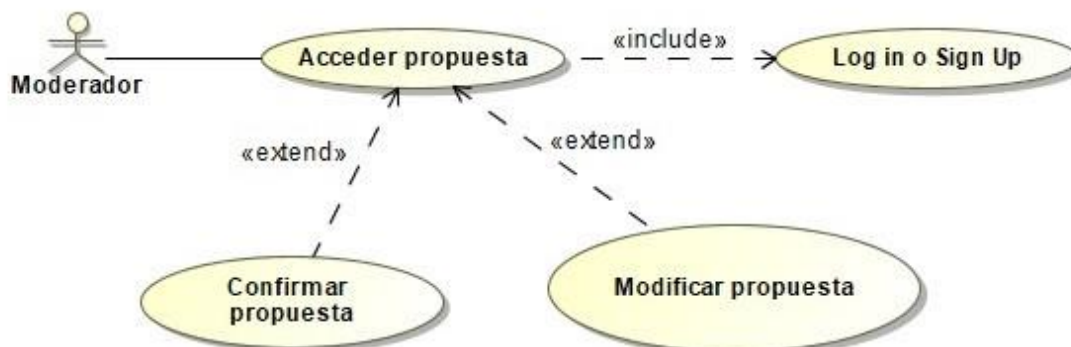 Moderador
Acceder propuesta
«include»
Log in o Sign Up
«extend»
«extend»
Confirmar
propuesta
Modificar propuesta